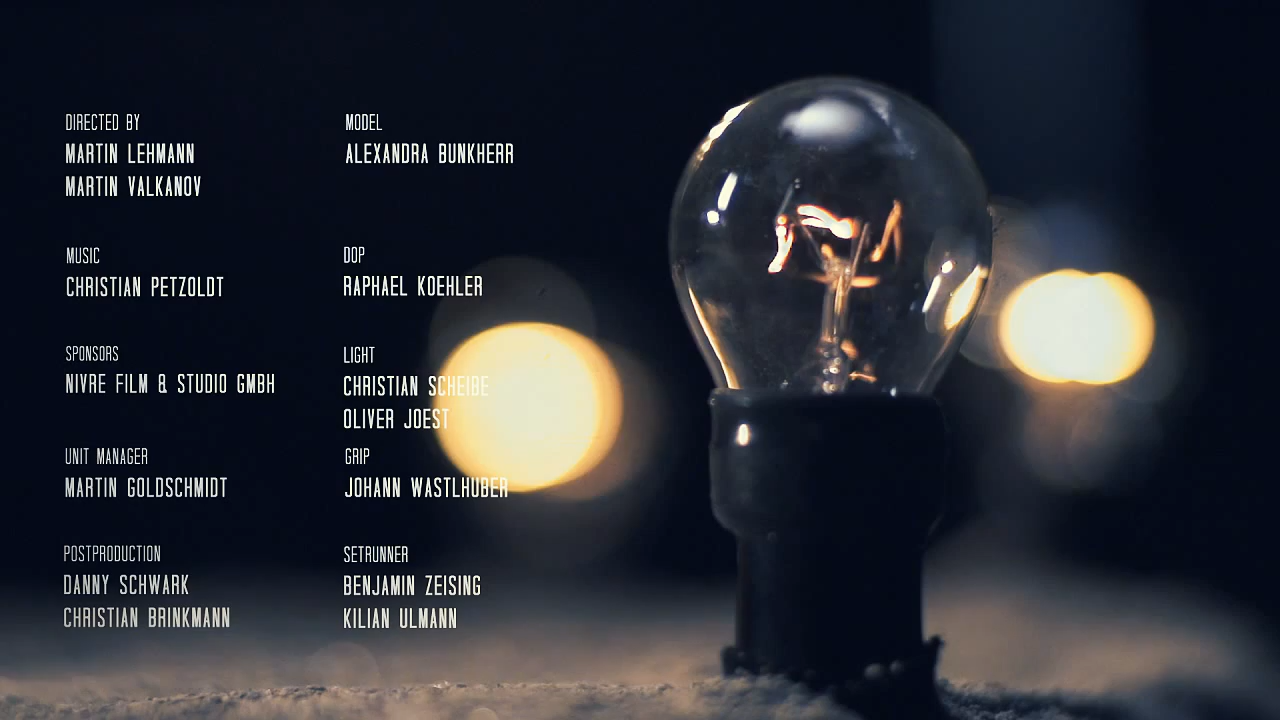 DIRECTED BY
MARTIN LEHMANN
MARTIN VALKANOV
MUSIC
CHRISTIAN PETZOLDT
SPONSORS
NIVRE FILM & STUDIO GMBH
UNIT MANAGER
MARTIN GOLDSCHMIDT
POSTPRODUCTION
DANNY SCHWARK
CHRISTIAN BRINKMANN
MODEL
ALEXANDRA BUNKHERR
DOP
RAPHAEL KOEHLER
LIGHT
CHRISTIAN SCHEIBE
OLIVER JOEST
GRIP
JOHANN WASTLHUBER
SETRUNNER
BENJAMIN ZEISING
KILIAN ULMANN